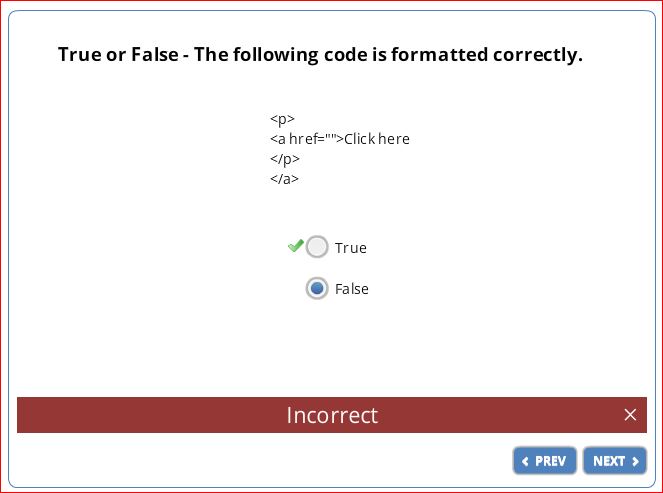 True or False - The following code is formatted correctly.
<p>
<a href="">Click here
</p>
</a>
True
False
Incorrect
PREV
NEXT